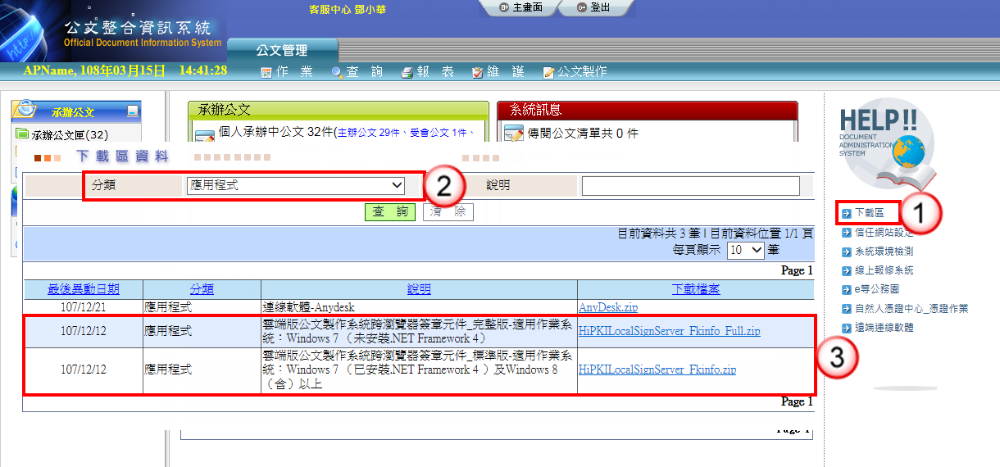 客服中心 鄧小華
主畫面
登出
公文整合資訊系統
Official Document Information System
公文管理
APName, 108年03月15日 14:41:28
作 業
查 詢
報 表
維 護
公文製作
承辦公文
承辦公文匣(32)
承辦公文
個人承辦中公文 32件(主辦公文 29件、受會公文 1件、
系統訊息
傳閱公文清單共 0 件
HELP!!
DOCUMENT
ADMINISTRATION
SYSTEM
下載區資料
分類
應用程式
2
說明
查 詢
清 除
目前資料共 3 筆 | 目前資料位置 1/1 頁
每頁顯示 10 筆
Page 1
最後異動日期 分類 說明 下載檔案
107/12/21 應用程式 連線軟體-Anydesk AnyDesk.zip
107/12/12 應用程式 雲端版公文製作系統跨瀏覽器簽章元件_完整版-適用作業系
統：Windows 7 （未安裝.NET Framework 4） HiPKILocalSignServer_Fkinfo_Full.zip
107/12/12 應用程式 雲端版公文製作系統跨瀏覽器簽章元件_標準版-適用作業系
統：Windows 7 （已安裝.NET Framework 4 ）及Windows 8
（含）以上 HiPKILocalSignServer_Fkinfo.zip
3
Page 1
下載區
1
信任網站設定
系統環境檢測
線上報修系統
e等公務園
自然人憑證中心_憑證作業
遠端連線軟體